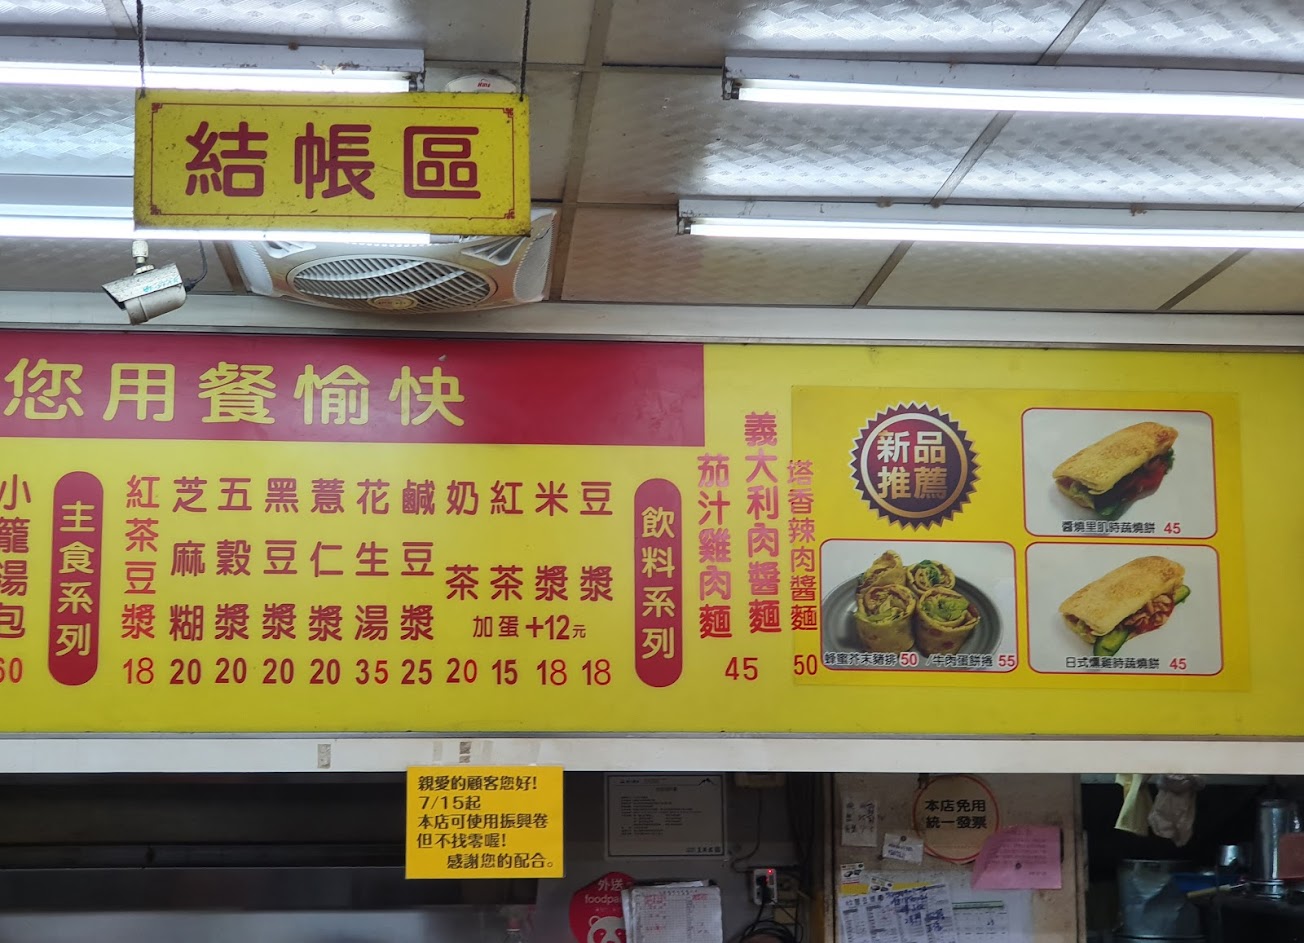 結帳區
您用餐愉快
飲料系列
豆漿 18
米漿 18
紅茶 15
奶茶 20
加蛋+12元
鹹豆漿 25
花生湯 35
薏仁漿 20
黑豆漿 20
五穀漿 20
芝麻糊 20
紅茶豆漿 18
主食系列
小籠湯包 60
塔香辣肉醬麵 50
義大利肉醬麵
茄汁雞肉麵
45
新品
推薦
醬燒里肌時蔬燒餅 45
蜂蜜芥末豬排 50 / 牛肉蛋餅捲 55
日式燻雞時蔬燒餅 45
親愛的顧客您好!
7/15起
本店可使用振興卷
但不找零喔!
感謝您的配合。
本店免用
統一發票
外送